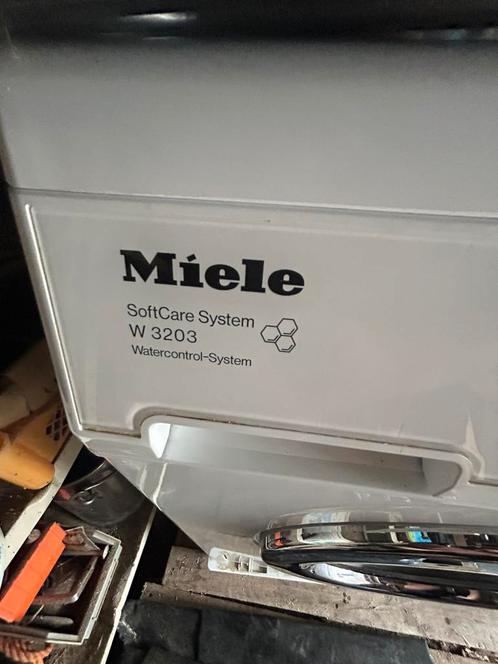 Miele
SoftCare System
W 3203
Watercontrol-System